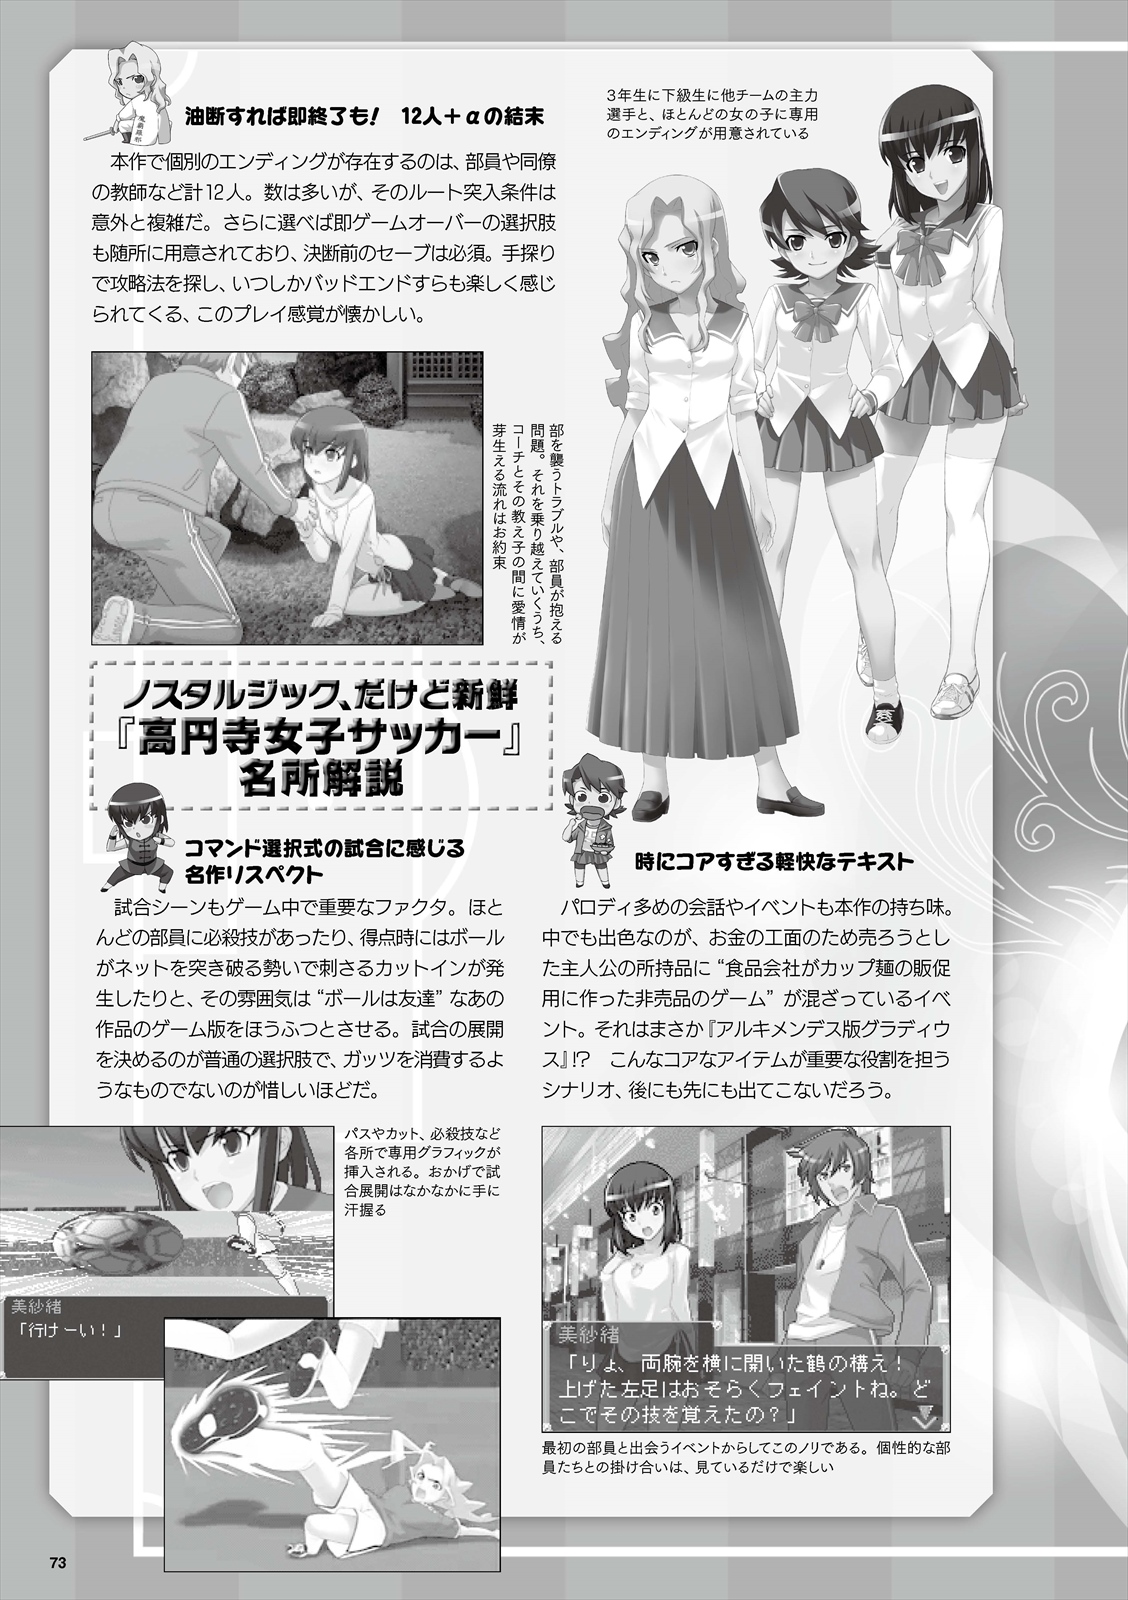 油断すれば即終了も！　12人＋αの結末
　本作で個別のエンディングが存在するのは、部員や同僚
の教師など計12人。数は多いが、そのルート突入条件は
意外と複雑だ。さらに選べば即ゲームオーバーの選択肢
も随所に用意されており、決断前のセーブは必須。手探り
で攻略法を探し、いつしかバッドエンドすらも楽しく感じ
られてくる、このプレイ感覚が懐かしい。
3年生に下級生に他チームの主力
選手と、ほとんどの女の子に専用
のエンディングが用意されている
部を襲うトラブルや、部員が抱える
問題。それを乗り越えていくうち、
コーチとその教え子の間に愛情が
芽生える流れはお約束
ノスタルジック、だけど新鮮
『高円寺女子サッカー』
名所解説
コマンド選択式の試合に感じる
名作リスペクト
　試合シーンもゲーム中で重要なファクタ。ほと
んどの部員に必殺技があったり、得点時にはボール
がネットを突き破る勢いで刺さるカットインが発
生したりと、その雰囲気は“ボールは友達”なあの
作品のゲーム版をほうふつとさせる。試合の展開
を決めるのが普通の選択肢で、ガッツを消費するよ
うなものでないのが惜しいほどだ。
パスやカット、必殺技など
各所で専用グラフィックが
挿入される。おかげで試
合展開はなかなかに手に
汗握る
美紗緒
「行けーい！」
時にコアすぎる軽快なテキスト
　パロディ多めの会話やイベントも本作の持ち味。
中でも出色なのが、お金の工面のため売ろうとし
た主人公の所持品に“食品会社がカップ麺の販促
用に作った非売品のゲーム”が混ざっているイベ
ント。それはまさか『アルキメンデス版グラディウ
ス』!?　こんなコアなアイテムが重要な役割を担う
シナリオ、後にも先にも出てこないだろう。
美紗緒
「りょ、両腕を横に開いた鶴の構え！
上げた左足はおそらくフェイントね。ど
こでその技を覚えたの？」
最初の部員と出会うイベントからしてこのノリである。個性的な部
員たちとの掛け合いは、見ているだけで楽しい
73